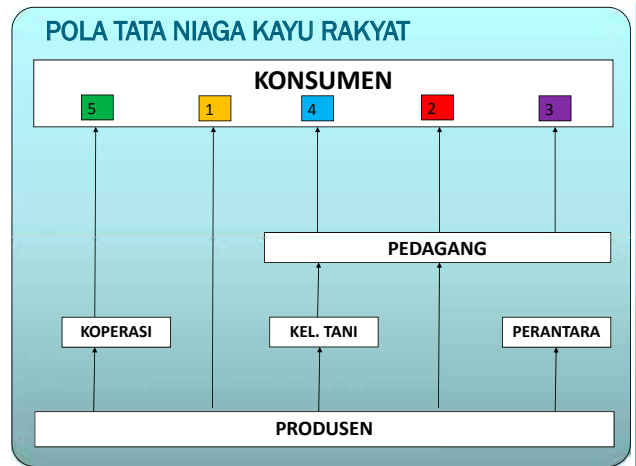 POLA TATA NIAGA KAYU RAKYAT
KONSUMEN
5 1 4 2 3
PEDAGANG
KOPERASI KEL. TANI PERANTARA
PRODUSEN